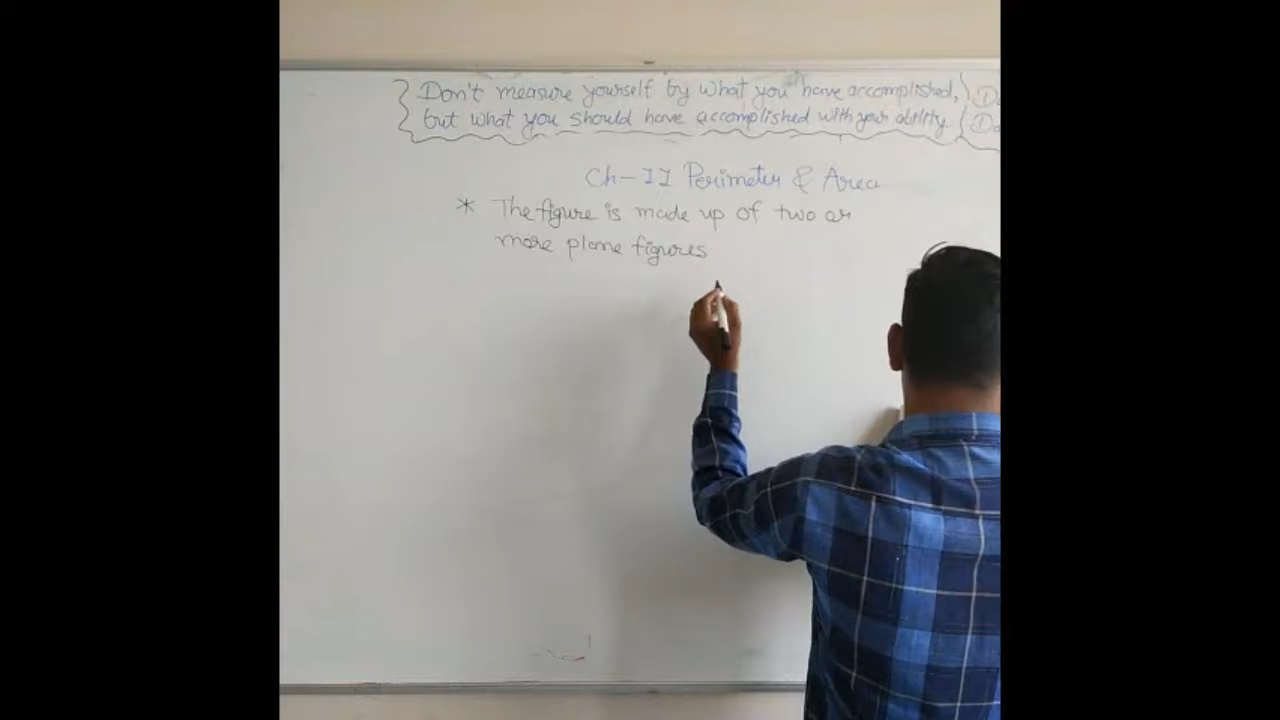 Don't measure yourself by what you have accomplished,
but what you should have accomplished with your ability.
Ch-11 Perimeter & Area
* The figure is made up of two or
more plane figures